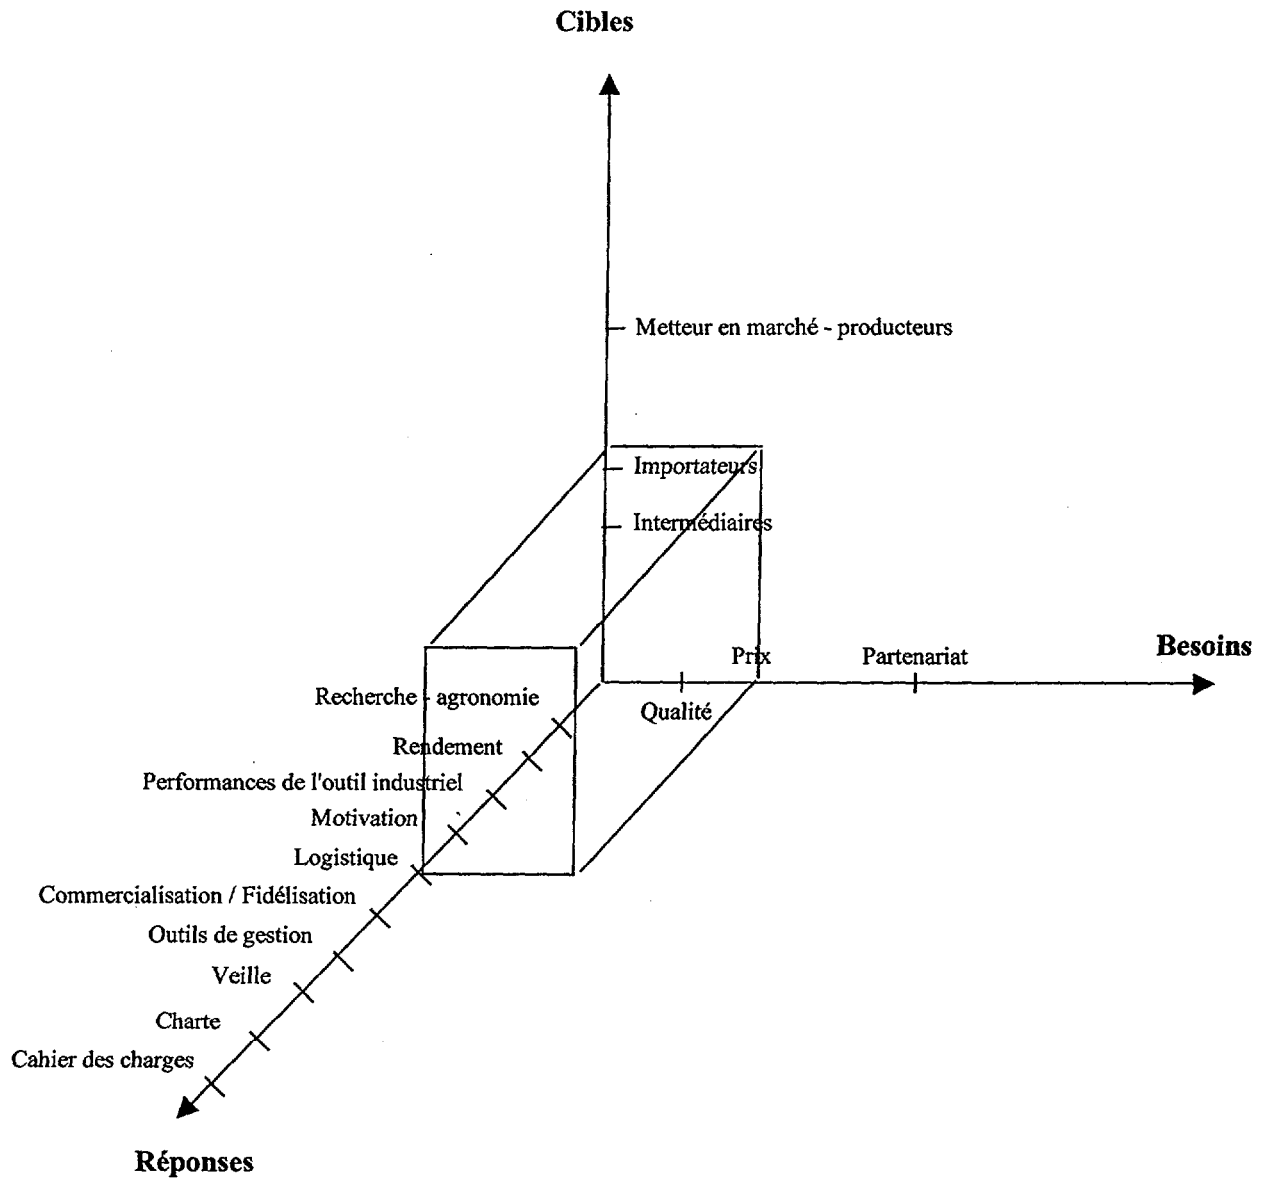 Cibles
Metteur en marché - producteurs
Importateurs
Intermédiaires
Besoins
Prix
Partenariat
Qualité
Recherche - agronomie
Rendement
Performances de l'outil industriel
Motivation
Logistique
Commercialisation / Fidélisation
Outils de gestion
Veille
Charte
Cahier des charges
Réponses